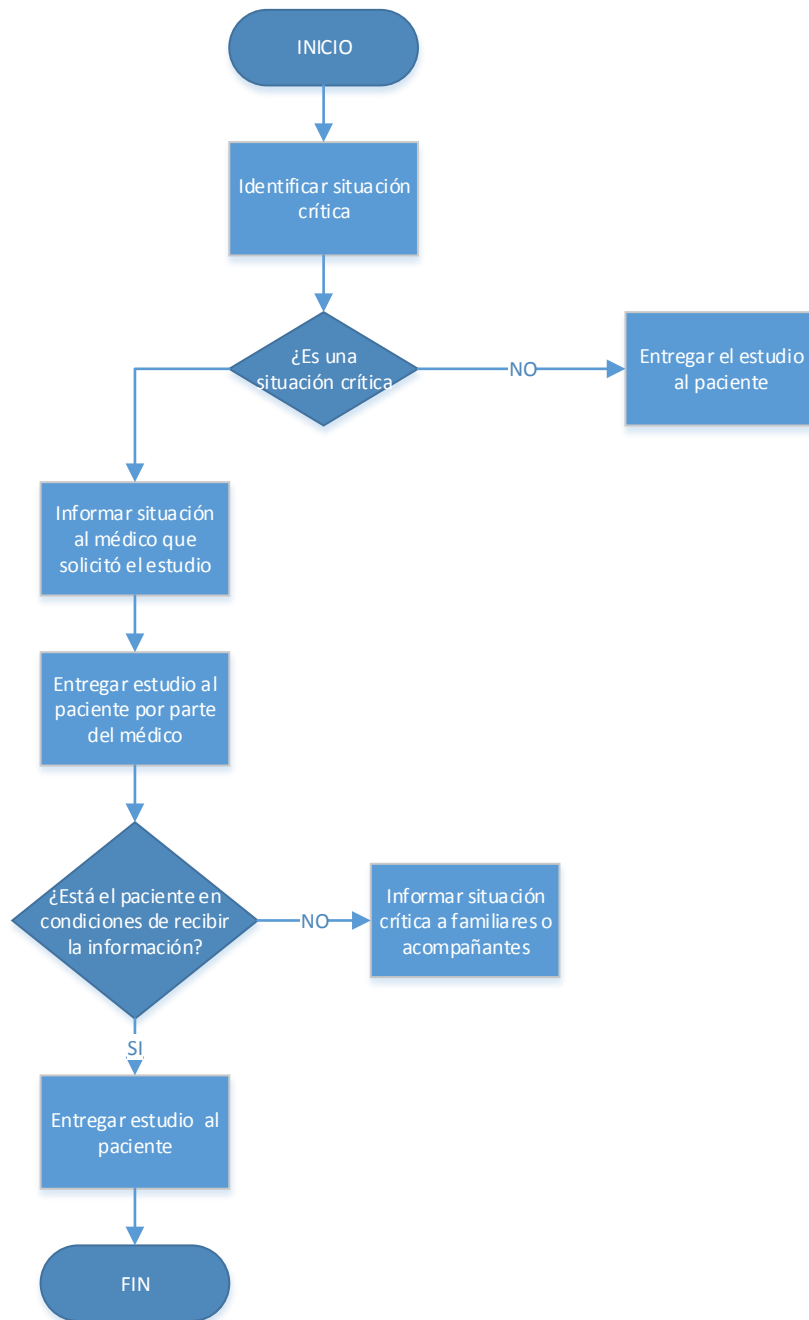 INICIO
Identificar situación
crítica
¿Es una
situación crítica
NO
Entregar el estudio
al paciente
Informar situación
al médico que
solicitó el estudio
Entregar estudio al
paciente por parte
del médico
¿Está el paciente en
condiciones de recibir
la información?
NO
Informar situación
crítica a familiares o
acompañantes
SI
Entregar estudio al
paciente
FIN